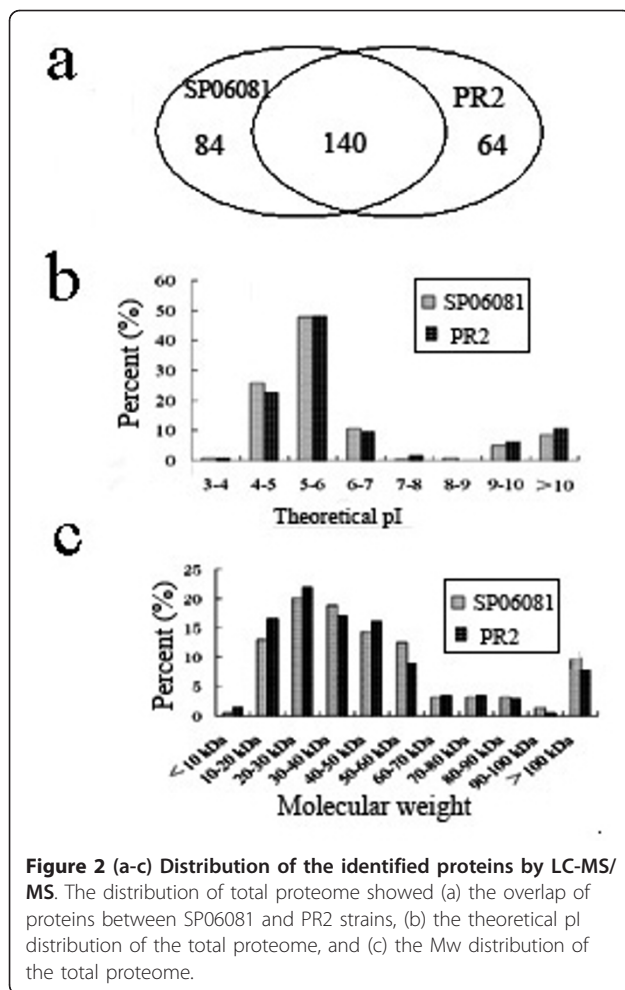 a
SP06081
PR2
84
140
64
b
Percent (%)
60
50
40
30
20
10
0
SP06081
PR2
3-4 4-5 5-6 6-7 7-8 8-9 9-10 >10
Theoretical pI
c
Percent (%)
25
20
15
10
5
0
SP06081
PR2
<10 kDa
10-20 kDa
20-30 kDa
30-40 kDa
40-50 kDa
50-60 kDa
60-70 kDa
70-80 kDa
80-90 kDa
90-100 kDa
>100 kDa
Molecular weight
Figure 2 (a-c) Distribution of the identified proteins by LC-MS/
MS. The distribution of total proteome showed (a) the overlap of
proteins between SP06081 and PR2 strains, (b) the theoretical pI
distribution of the total proteome, and (c) the Mw distribution of
the total proteome.